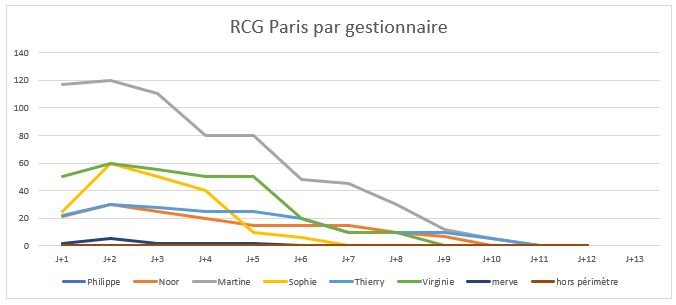 RCG Paris par gestionnaire
140
120
100
80
60
40
20
0
J+1 J+2 J+3 J+4 J+5 J+6 J+7 J+8 J+9 J+10 J+11 J+12 J+13
Philippe Noor Martine Sophie Thierry Virginie merve hors périmètre